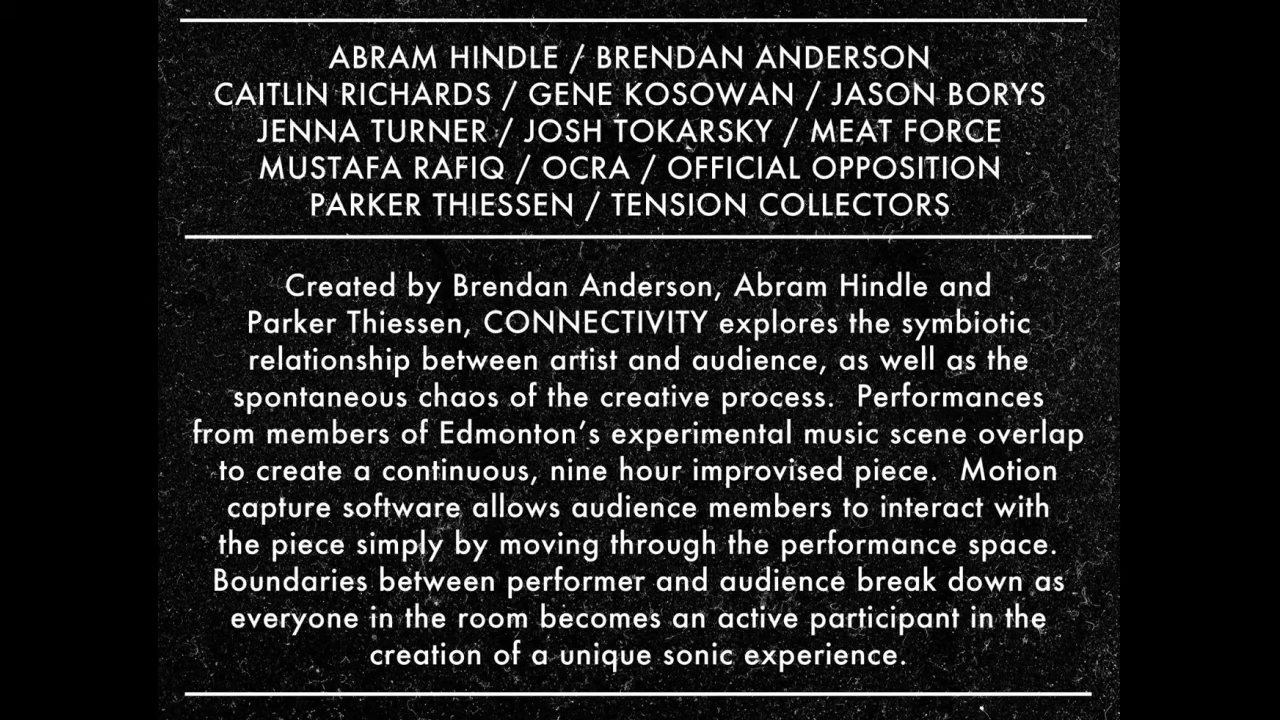 ABRAM HINDLE / BRENDAN ANDERSON
CAITLIN RICHARDS / GENE KOSOWAN / JASON BORYS
JENNA TURNER / JOSH TOKARSKY / MEAT FORCE
MUSTAFA RAFIQ / OCRA / OFFICIAL OPPOSITION
PARKER THIESSEN / TENSION COLLECTORS
Created by Brendan Anderson, Abram Hindle and
Parker Thiessen, CONNECTIVITY explores the symbiotic
relationship between artist and audience, as well as the
spontaneous chaos of the creative process.  Performances
from members of Edmonton’s experimental music scene overlap
to create a continuous, nine hour improvised piece.  Motion
capture software allows audience members to interact with
the piece simply by moving through the performance space.
Boundaries between performer and audience break down as
everyone in the room becomes an active participant in the
creation of a unique sonic experience.